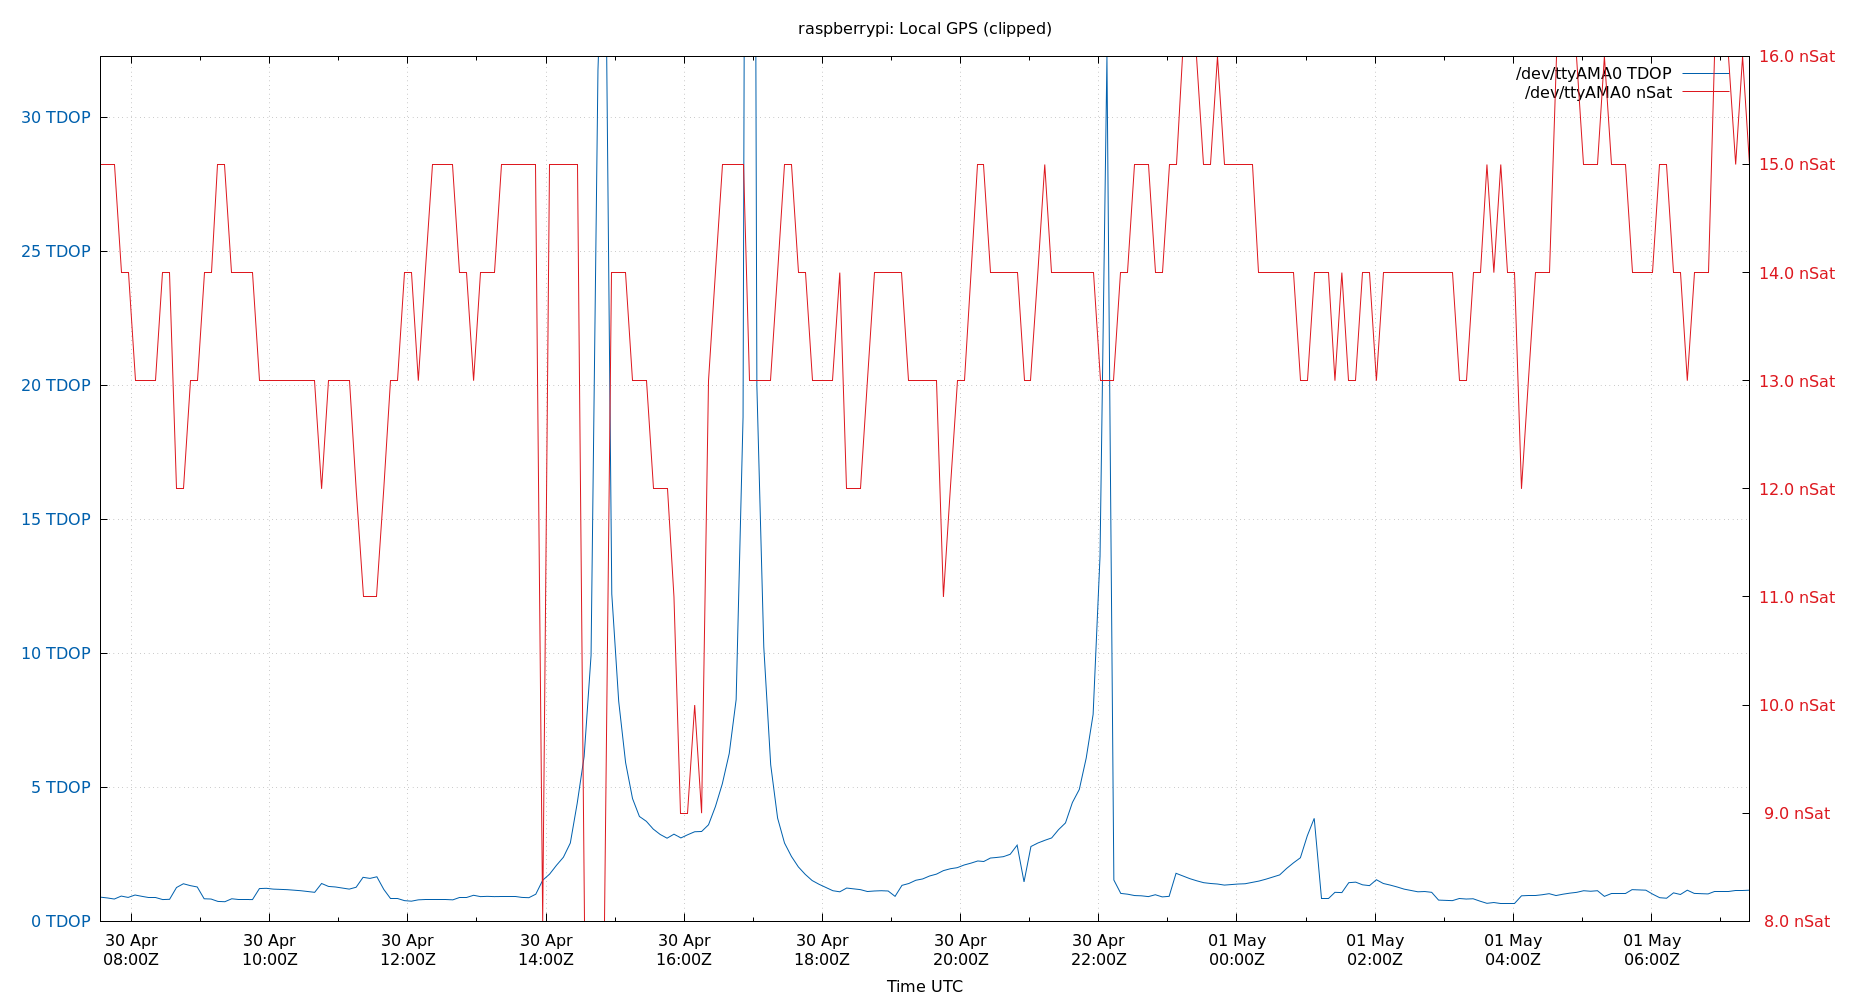 raspberrypi: Local GPS (clipped)
/dev/ttyAMA0 TDOP
/dev/ttyAMA0 nSat
30 TDOP
25 TDOP
20 TDOP
15 TDOP
10 TDOP
5 TDOP
0 TDOP
16.0 nSat
15.0 nSat
14.0 nSat
13.0 nSat
12.0 nSat
11.0 nSat
10.0 nSat
9.0 nSat
8.0 nSat
30 Apr 30 Apr 30 Apr 30 Apr 30 Apr 30 Apr 30 Apr 30 Apr 01 May 01 May 01 May 01 May
08:00Z 10:00Z 12:00Z 14:00Z 16:00Z 18:00Z 20:00Z 22:00Z 00:00Z 02:00Z 04:00Z 06:00Z
Time UTC